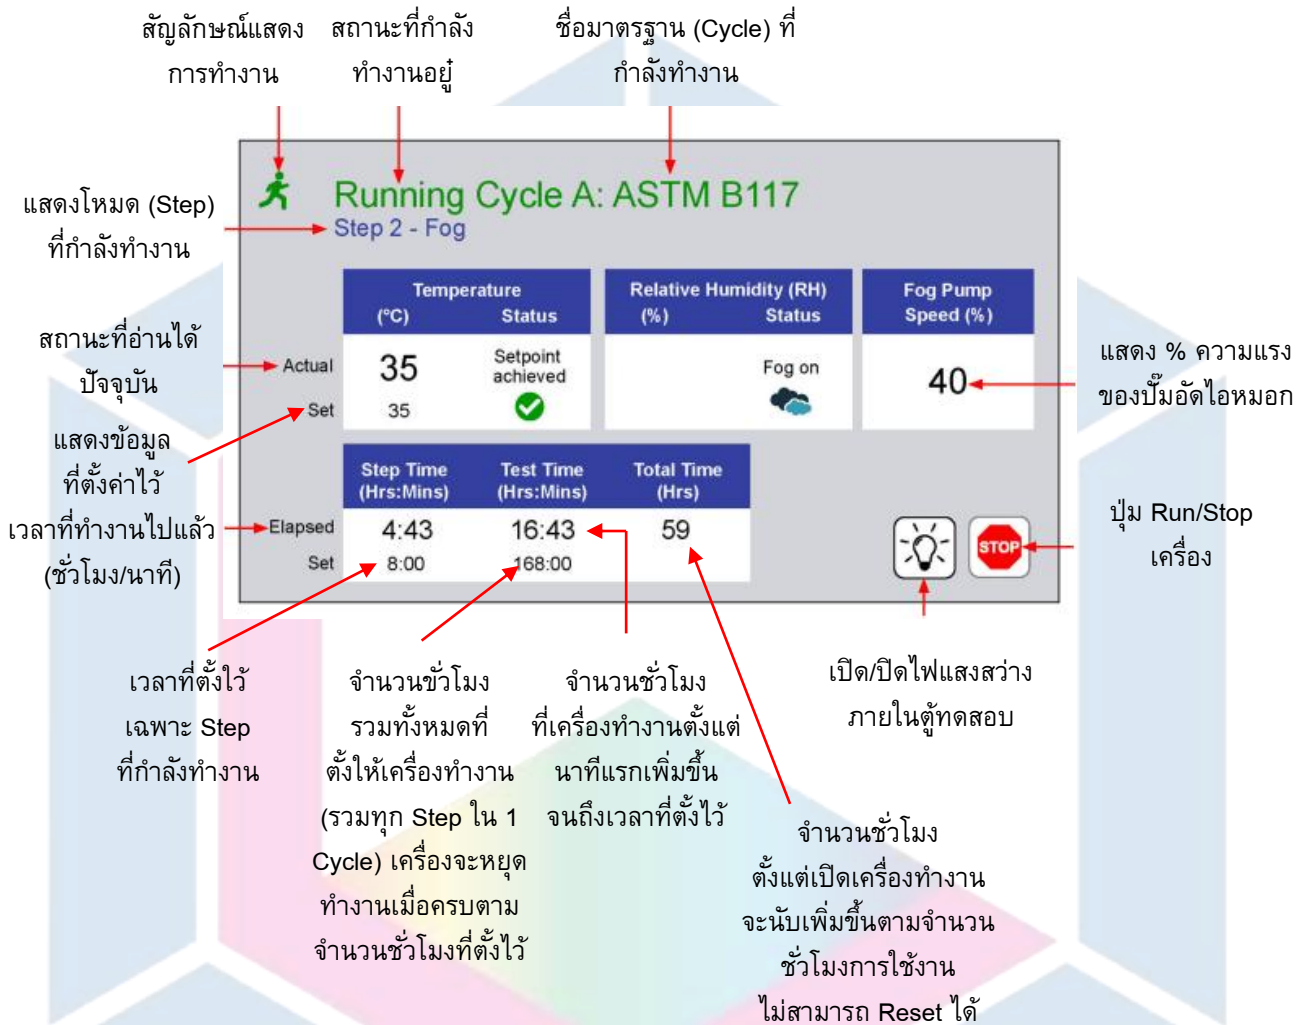 สัญลักษณ์แสดง
การทำงาน
สถานะที่กำลัง
ทำงานอยู่
ชื่อมาตรฐาน (Cycle) ที่
กำลังทำงาน
Running Cycle A: ASTM B117
Step 2 - Fog
แสดงโหมด (Step)
ที่กำลังทำงาน
Temperature
(°C) Status
Relative Humidity (RH)
(%) Status
Fog Pump
Speed (%)
สถานะที่อ่านได้
ปัจจุบัน
Actual
35
Setpoint
achieved
Fog on
40
Set
35
แสดง % ความแรง
ของปั๊มอัดไอหมอก
แสดงข้อมูล
ที่ตั้งค่าไว้
Step Time
(Hrs:Mins)
Test Time
(Hrs:Mins)
Total Time
(Hrs)
เวลาที่ทำงานไปแล้ว
(ชั่วโมง/นาที)
Elapsed
4:43
16:43
59
Set
8:00
168:00
STOP
ปุ่ม Run/Stop
เครื่อง
เวลาที่ตั้งไว้
เฉพาะ Step
ที่กำลังทำงาน
จำนวนขั่วโมง
รวมทั้งหมดที่
ตั้งให้เครื่องทำงาน
(รวมทุก Step ใน 1
Cycle) เครื่องจะหยุด
ทำงานเมื่อครบตาม
จำนวนชั่วโมงที่ตั้งไว้
จำนวนชั่วโมง
ที่เครื่องทำงานตั้งแต่
นาทีแรกเพิ่มขึ้น
จนถึงเวลาที่ตั้งไว้
เปิด/ปิดไฟแสงสว่าง
ภายในตู้ทดสอบ
จำนวนชั่วโมง
ตั้งแต่เปิดเครื่องทำงาน
จะนับเพิ่มขึ้นตามจำนวน
ชั่วโมงการใช้งาน
ไม่สามารถ Reset ได้